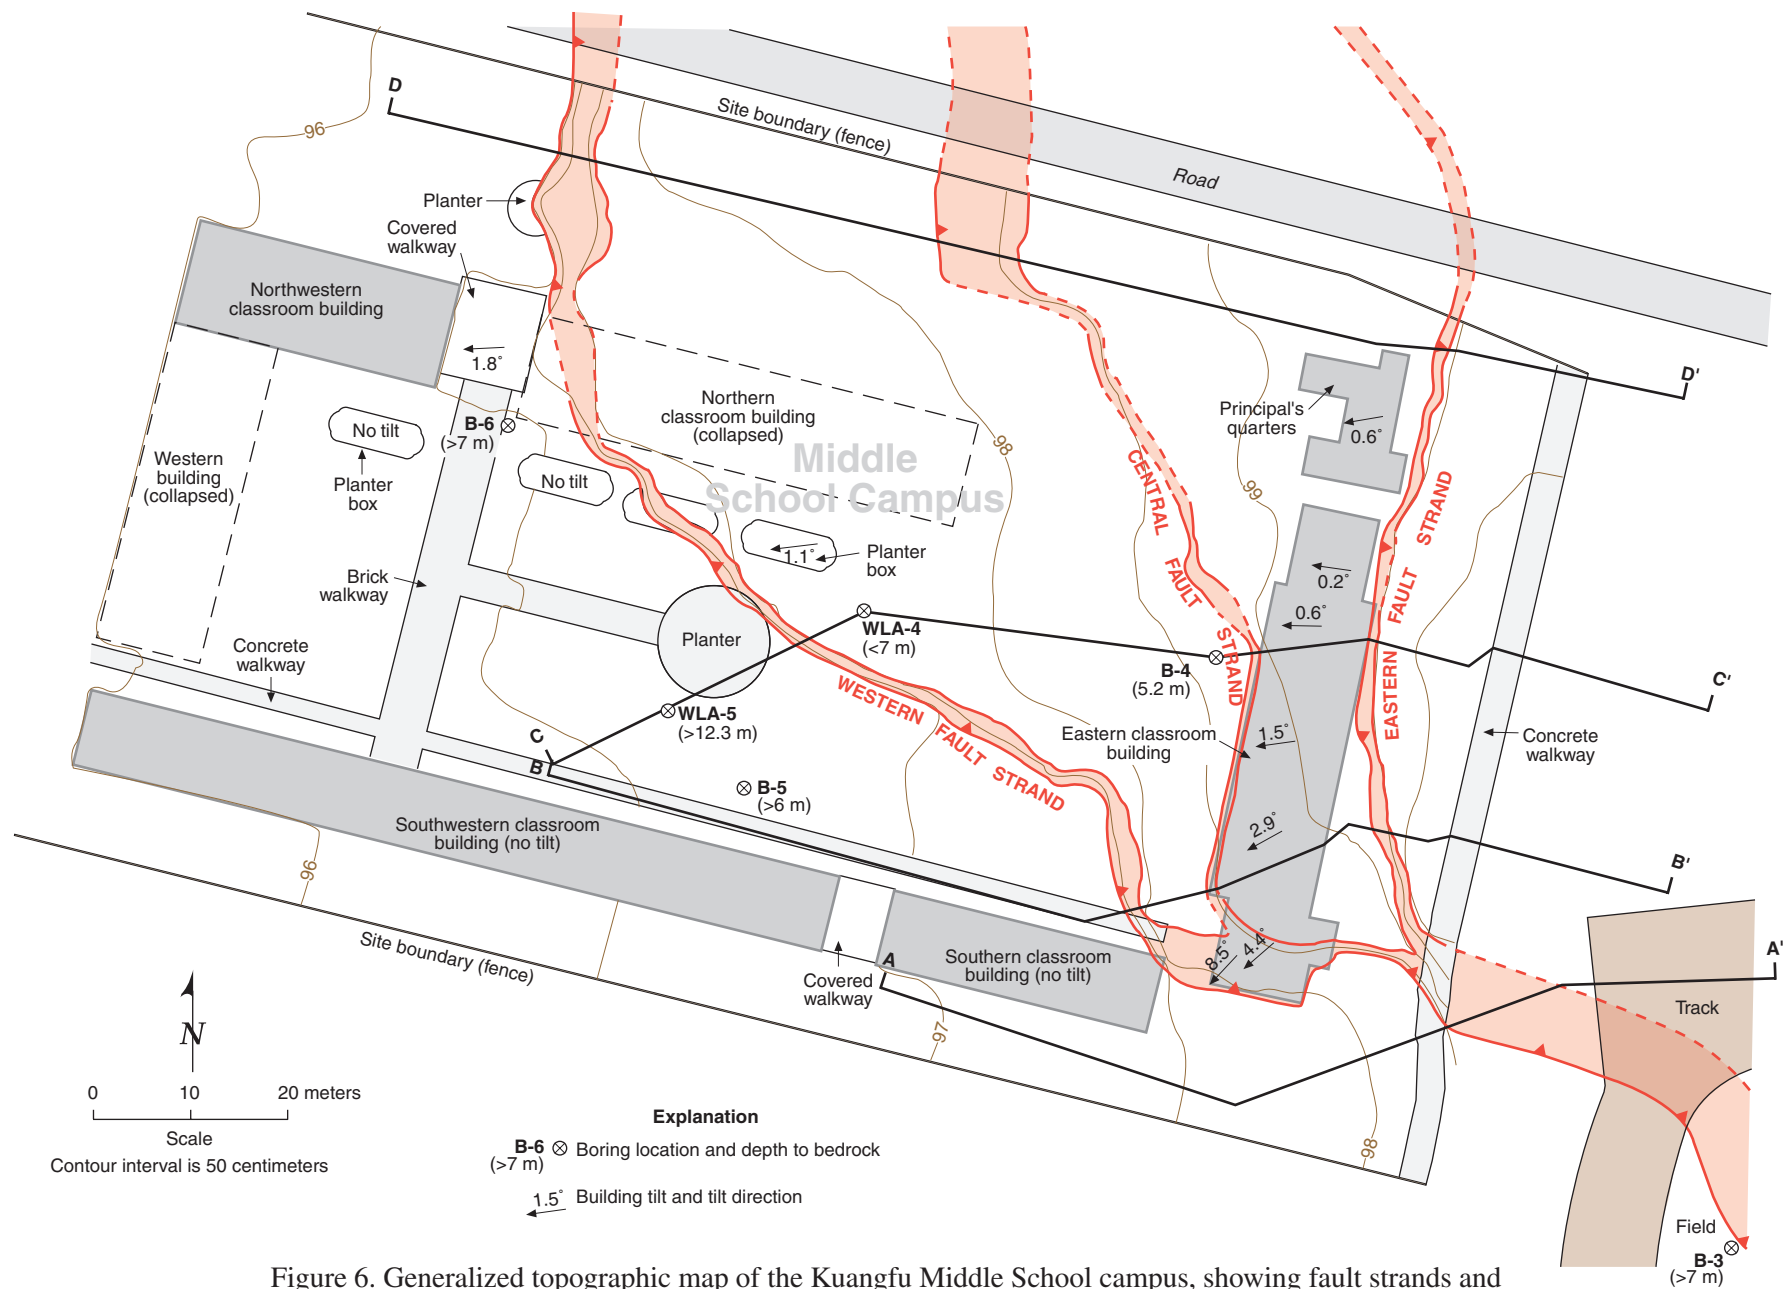 D
96
Site boundary (fence)
Road
Planter
Covered
walkway
Northwestern
classroom building
1.8°
D'
Principal's
quarters
0.6°
Northern
classroom building
(collapsed)
98
Middle
School Campus
B-6
(>7 m)
No tilt
No tilt
Planter
box
Western
building
(collapsed)
1.1°
Planter
box
99
CENTRAL FAULT STRAND
EASTERN FAULT STRAND
0.2°
0.6°
Brick
walkway
Concrete
walkway
Planter
WLA-4
(<7 m)
B-4
(5.2 m)
C'
WLA-5
(>12.3 m)
WESTERN FAULT STRAND
C
B
Eastern classroom
building
1.5°
Concrete
walkway
B-5
(>6 m)
2.9°
Southwestern classroom
building (no tilt)
B'
96
Site boundary (fence)
Covered
walkway
A
Southern classroom
building (no tilt)
8.5°
4.4°
A'
Track
97
N
0 10 20 meters
Scale
Contour interval is 50 centimeters
Explanation
B-6
(>7 m)
Boring location and depth to bedrock
1.5°
Building tilt and tilt direction
98
Field
B-3
(>7 m)
Figure 6. Generalized topographic map of the Kuangfu Middle School campus, showing fault strands and